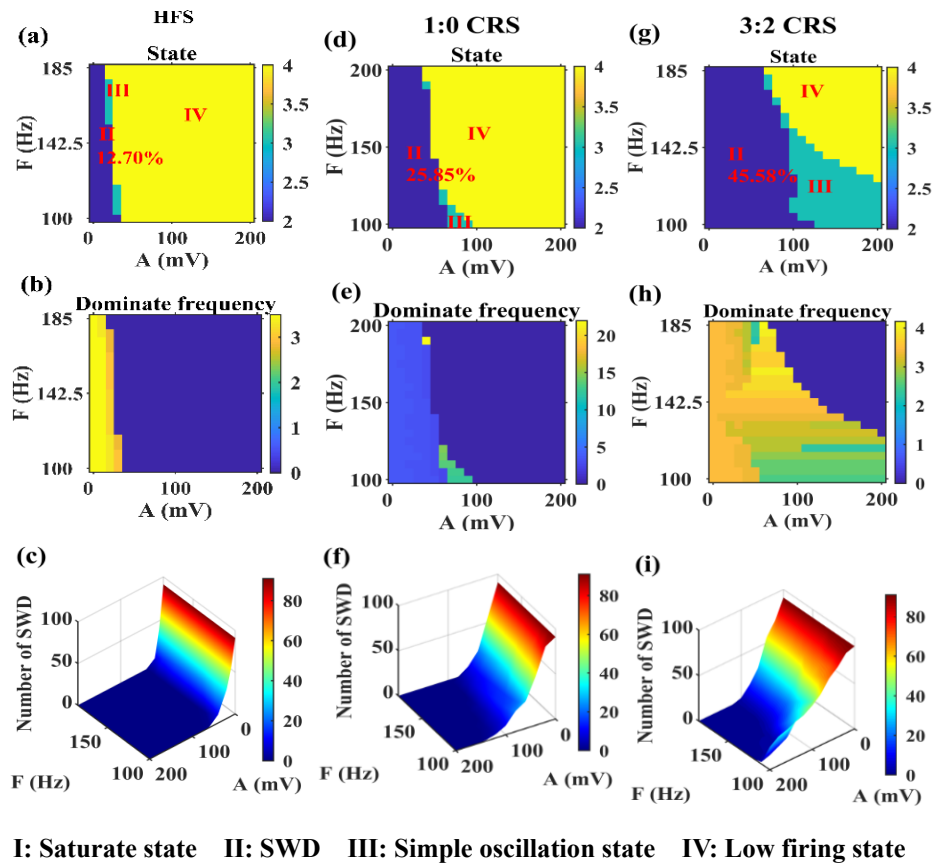 HFS
1:0 CRS
3:2 CRS
(a)
State
185
142.5
100
F (Hz)
0
100
200
A (mV)
III
II
12.70%
IV
4
3.5
3
2.5
2
(d)
State
200
150
100
F (Hz)
0
100
200
A (mV)
II
25.85%
IV
III
4
3.5
3
2.5
2
(g)
State
185
142.5
100
F (Hz)
0
100
200
A (mV)
IV
II
45.58%
III
4
3.5
3
2.5
2
(b)
Dominate frequency
185
142.5
100
F (Hz)
0
100
200
A (mV)
3
2
1
0
(e)
Dominate frequency
200
150
100
F (Hz)
0
100
200
A (mV)
20
15
10
5
0
(h)
Dominate frequency
185
142.5
100
F (Hz)
0
100
200
A (mV)
4
3
2
1
0
(c)
Number of SWD
100
50
0
150
100
F (Hz)
200
100
0
A (mV)
80
60
40
20
0
(f)
Number of SWD
100
50
0
150
100
F (Hz)
200
100
0
A (mV)
80
60
40
20
0
(i)
Number of SWD
100
50
0
150
100
F (Hz)
200
100
0
A (mV)
80
60
40
20
0
I: Saturate state II: SWD III: Simple oscillation state IV: Low firing state